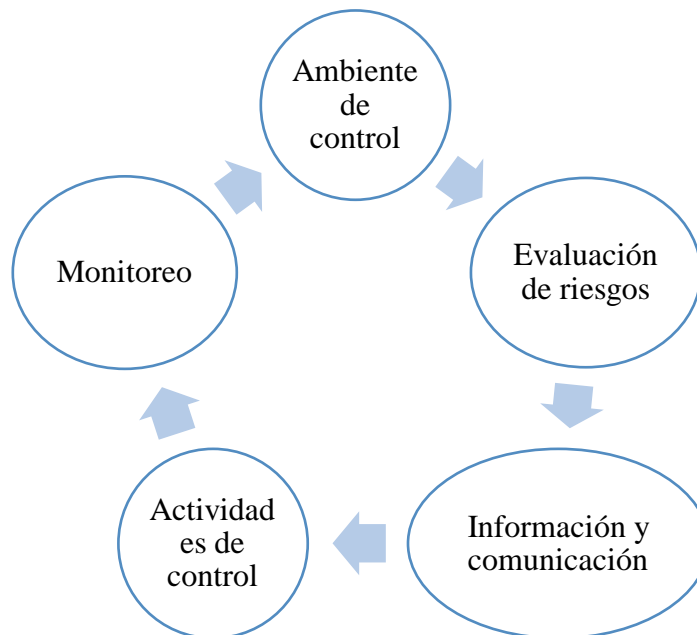 Ambiente
de
control
Evaluación
de riesgos
Información y
comunicación
Actividad
es de
control
Monitoreo